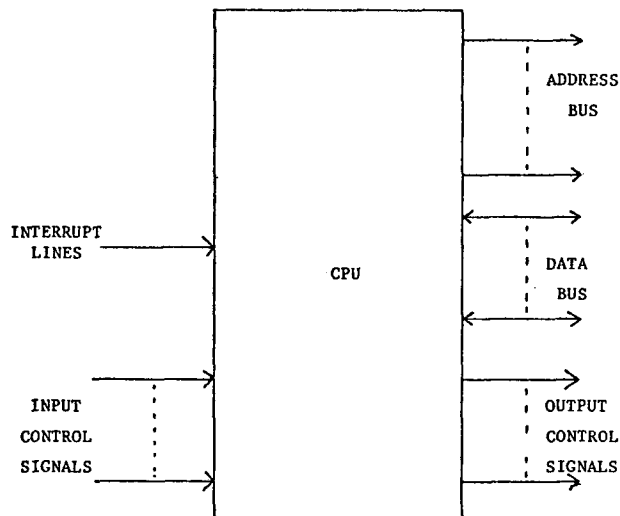 ADDRESS
BUS
INTERRUPT
LINES
CPU
DATA
BUS
INPUT
CONTROL
SIGNALS
OUTPUT
CONTROL
SIGNALS